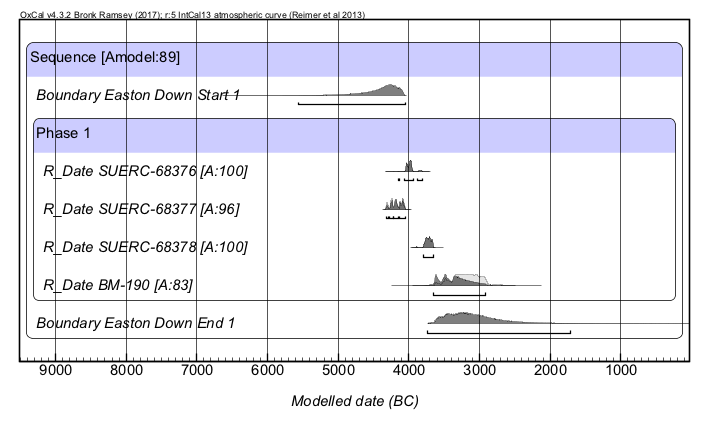 OxCal v4.3.2 Bronk Ramsey (2017); r:5 IntCal13 atmospheric curve (Reimer et al 2013)
Sequence [Amodel:89]
Boundary Easton Down Start 1
Phase 1
R_Date SUERC-68376 [A:100]
R_Date SUERC-68377 [A:96]
R_Date SUERC-68378 [A:100]
R_Date BM-190 [A:83]
Boundary Easton Down End 1
9000 8000 7000 6000 5000 4000 3000 2000 1000
Modelled date (BC)